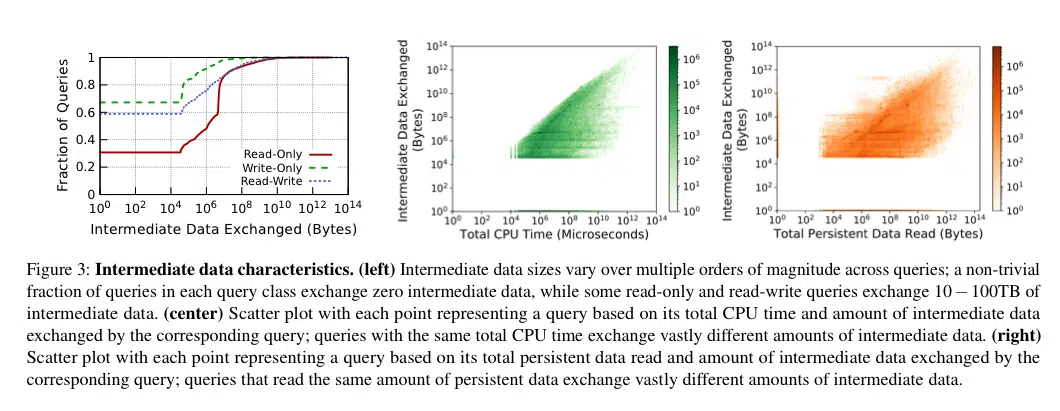 Fraction of Queries
1
0.8
0.6
0.4
0.2
0
Read-Only
Write-Only
Read-Write
10^0 10^2 10^4 10^6 10^8 10^10 10^12 10^14
Intermediate Data Exchanged (Bytes)
Intermediate Data Exchanged
(Bytes)
10^14
10^12
10^10
10^8
10^6
10^4
10^2
10^0
10^0 10^2 10^4 10^6 10^8 10^10 10^12 10^14
Total CPU Time (Microseconds)
10^6
10^5
10^4
10^3
10^2
10^1
10^0
Intermediate Data Exchanged
(Bytes)
10^14
10^12
10^10
10^8
10^6
10^4
10^2
10^0
10^0 10^2 10^4 10^6 10^8 10^10 10^12 10^14
Total Persistent Data Read (Bytes)
10^6
10^5
10^4
10^3
10^2
10^1
10^0
Figure 3: Intermediate data characteristics. (left) Intermediate data sizes vary over multiple orders of magnitude across queries; a non-trivial
fraction of queries in each query class exchange zero intermediate data, while some read-only and read-write queries exchange 10 − 100TB of
intermediate data. (center) Scatter plot with each point representing a query based on its total CPU time and amount of intermediate data
exchanged by the corresponding query; queries with the same total CPU time exchange vastly different amounts of intermediate data. (right)
Scatter plot with each point representing a query based on its total persistent data read and amount of intermediate data exchanged by the
corresponding query; queries that read the same amount of persistent data exchange vastly different amounts of intermediate data.